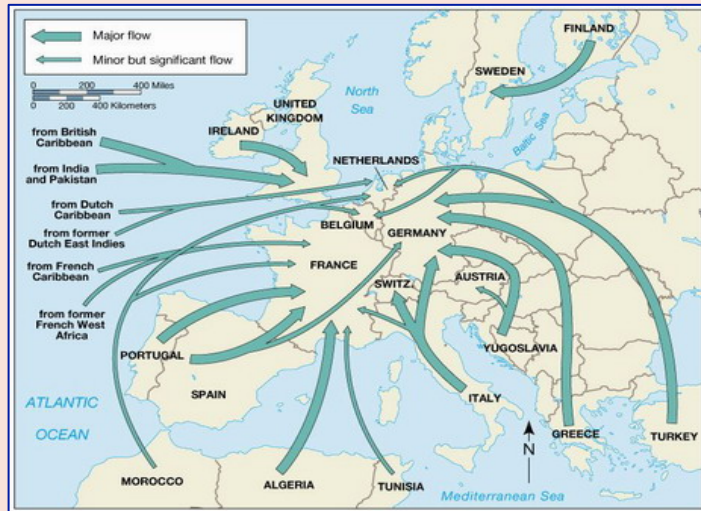 Major flow
Minor but significant flow
0 200 400 Miles
0 200 400 Kilometers
FINLAND
SWEDEN
North
Sea
UNITED
KINGDOM
IRELAND
Baltic Sea
from British
Caribbean
NETHERLANDS
from India
and Pakistan
from Dutch
Caribbean
BELGIUM
from former
Dutch East Indies
GERMANY
from French
Caribbean
FRANCE
SWITZ.
AUSTRIA
from former
French West
Africa
PORTUGAL
YUGOSLAVIA
SPAIN
ITALY
ATLANTIC
OCEAN
GREECE
TURKEY
N
MOROCCO
ALGERIA
TUNISIA
Mediterranean Sea